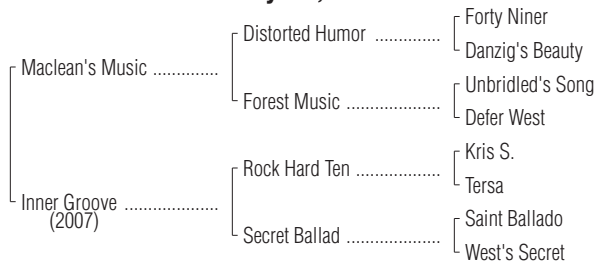 Forty Niner
Distorted Humor ..............
Danzig's Beauty
Maclean's Music ..............
Unbridled's Song
Forest Music ....................
Defer West
Kris S.
Rock Hard Ten ..................
Tersa
Inner Groove ....................
(2007)
Saint Ballado
Secret Ballad ....................
West's Secret